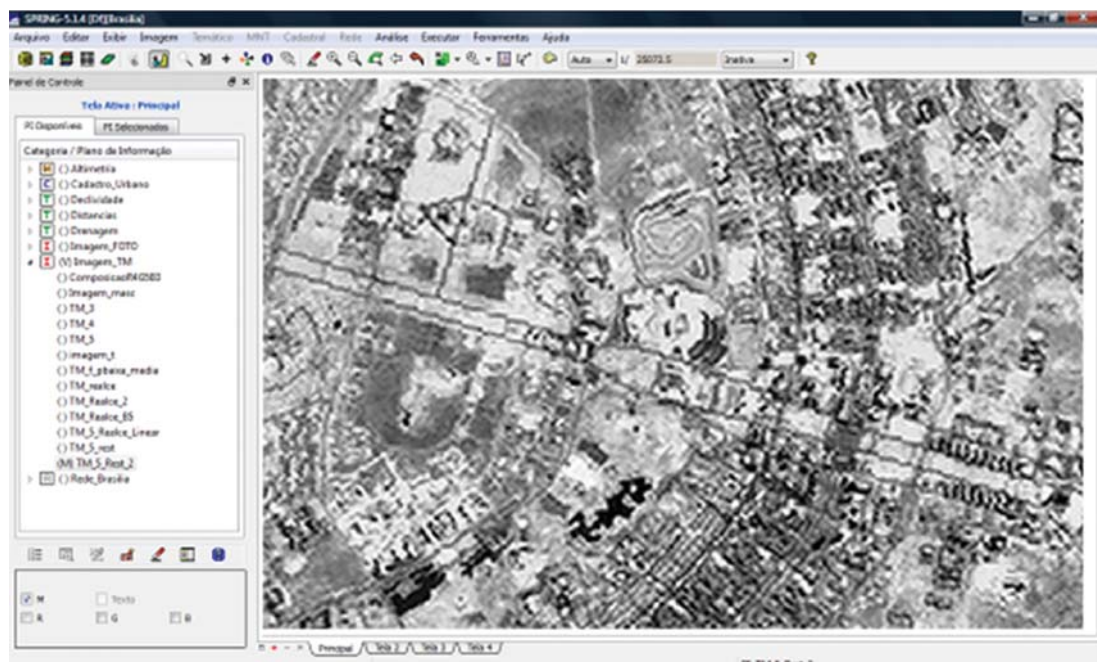 SPRING-5.1.4 [DF][Brasilia]
Arquivo Editar Exibir Imagem Temático MNT Cadastral Rede Análise Executar Ferramentas Ajuda
Auto 1/ 25072.5 Inativa
Painel de Controle
Tela Ativa : Principal
PI Disponíveis PI Selecionados
Categoria / Plano de Informação
M () Altimetria
C () Cadastro_Urbano
T () Declividade
T () Distancias
T () Drenagem
I () Imagem_FOTO
I (V) Imagem_TM
() Imagem_masc
() TM_3
() TM_4
() TM_5
() imagem_t
() TM_f_pbaixa_media
() TM_realce
() TM_Realce_2
() TM_Realce_B5
() TM_5_Realce_Linear
() TM_5_rest
(M) TM_5_Rest_2
() Rede_Brasilia
M Texto
R G B
Principal Tela 2 Tela 3 Tela 4